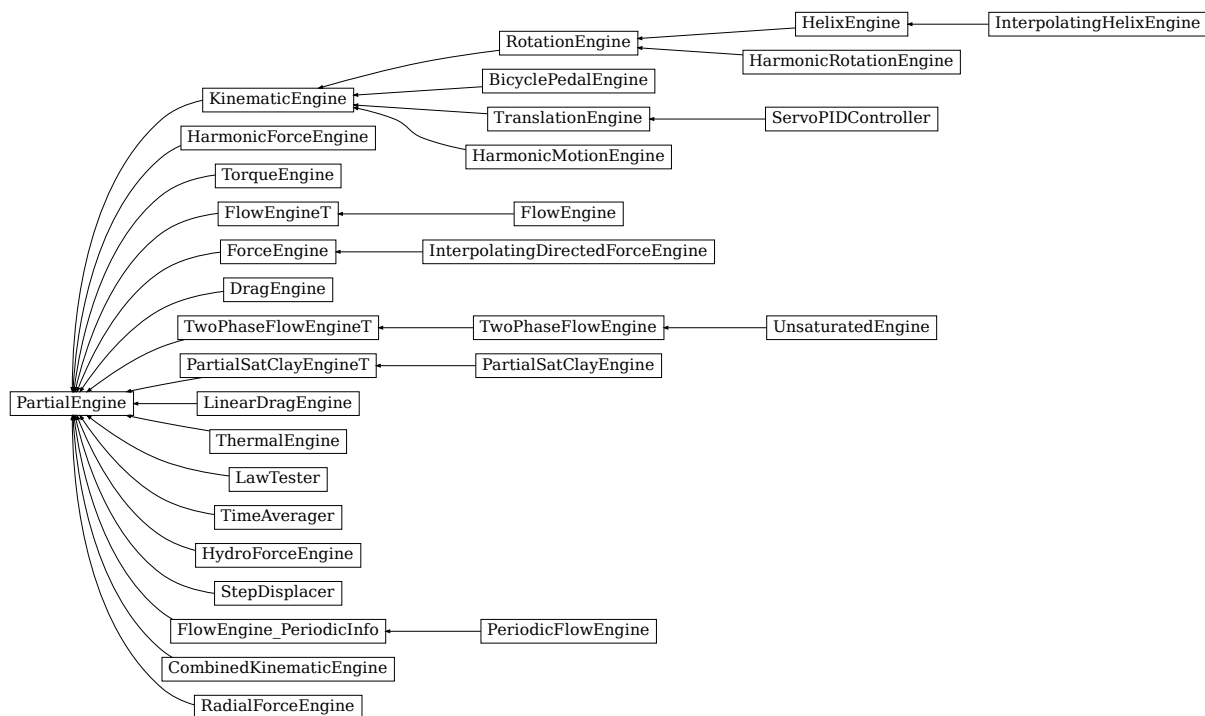 HelixEngine
InterpolatingHelixEngine
RotationEngine
HarmonicRotationEngine
BicyclePedalEngine
KinematicEngine
TranslationEngine
ServoPIDController
HarmonicForceEngine
HarmonicMotionEngine
TorqueEngine
FlowEngineT
FlowEngine
ForceEngine
InterpolatingDirectedForceEngine
DragEngine
TwoPhaseFlowEngineT
TwoPhaseFlowEngine
UnsaturatedEngine
PartialSatClayEngineT
PartialSatClayEngine
PartialEngine
LinearDragEngine
ThermalEngine
LawTester
TimeAverager
HydroForceEngine
StepDisplacer
FlowEngine_PeriodicInfo
PeriodicFlowEngine
CombinedKinematicEngine
RadialForceEngine